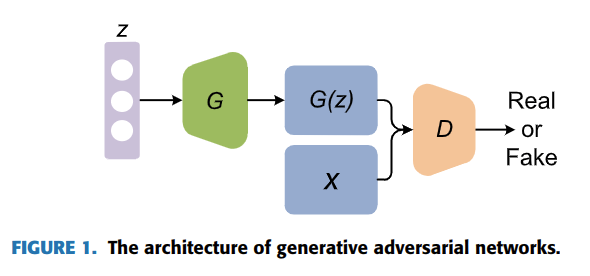 z
G
G(z)
X
D
Real
or
Fake
FIGURE 1. The architecture of generative adversarial networks.